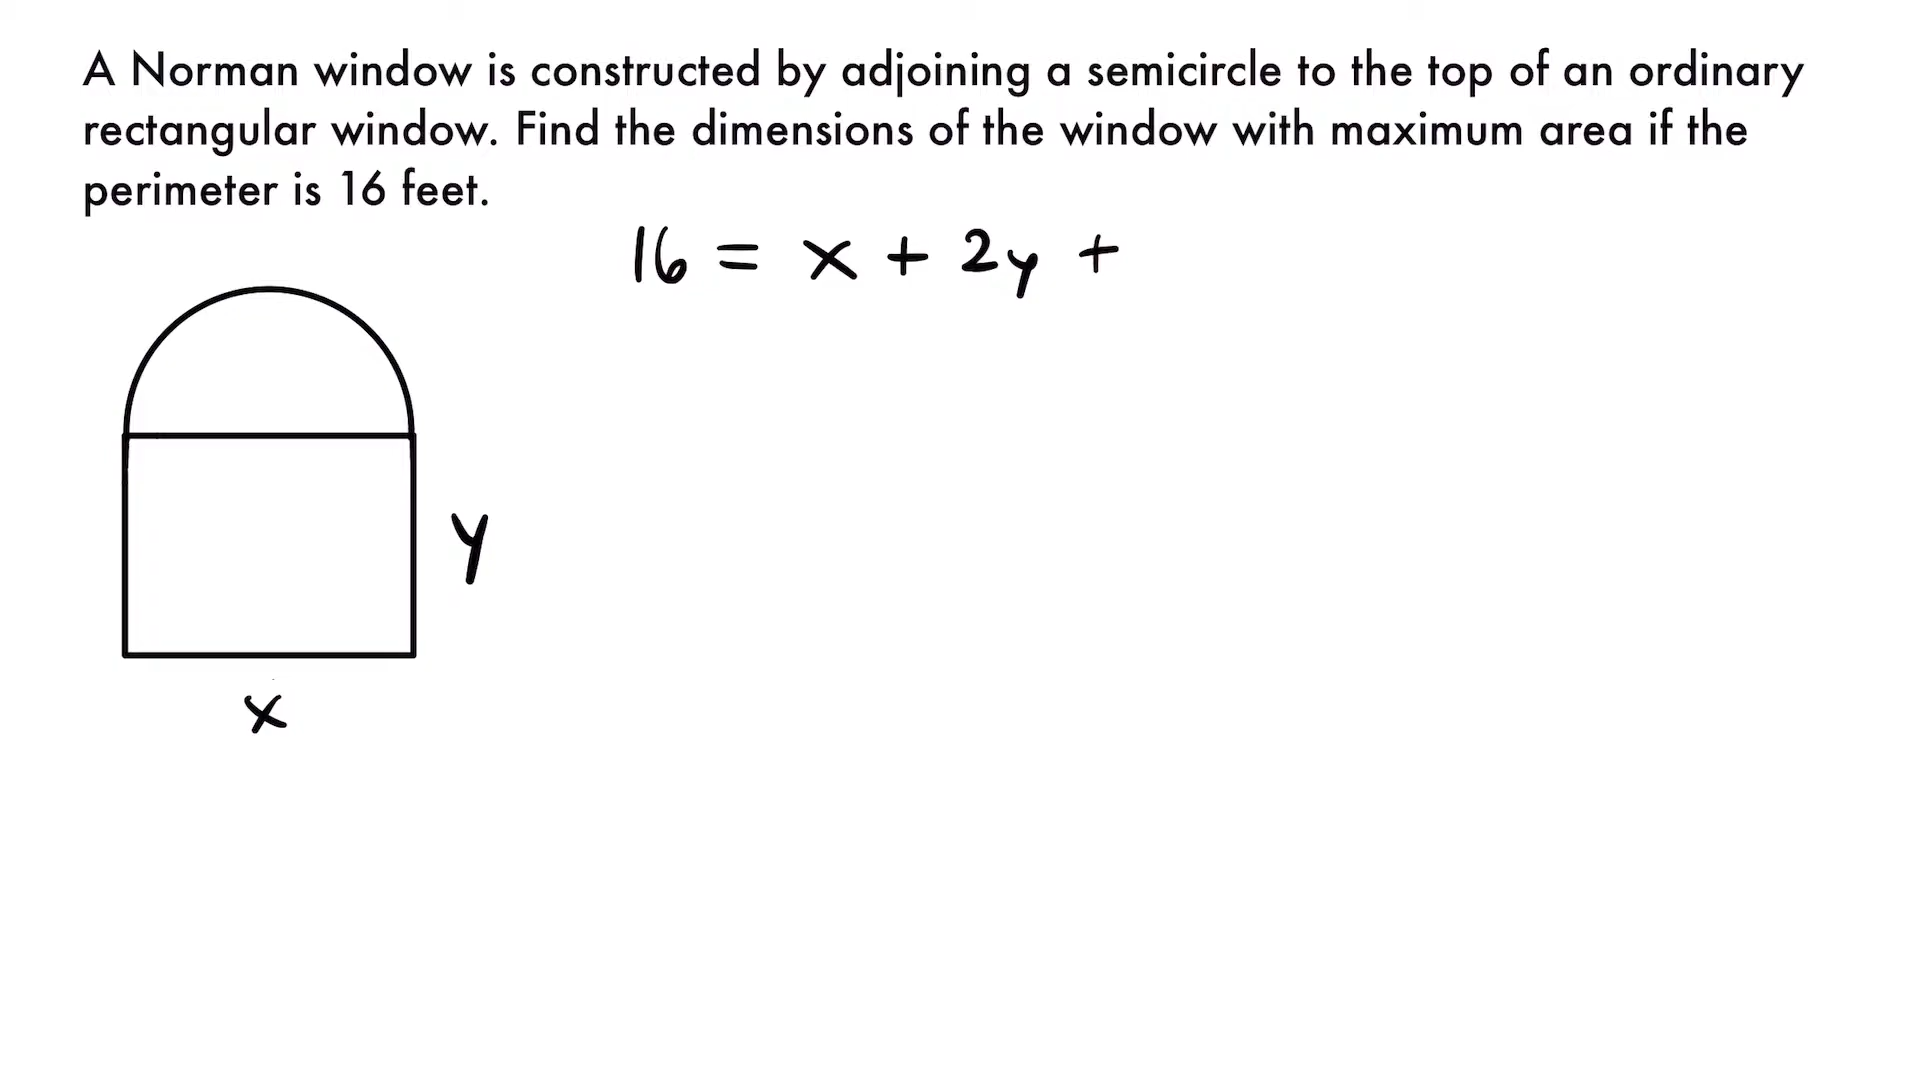 A Norman window is constructed by adjoining a semicircle to the top of an ordinary
rectangular window. Find the dimensions of the window with maximum area if the
perimeter is 16 feet.
16 = x + 2y +
y
x